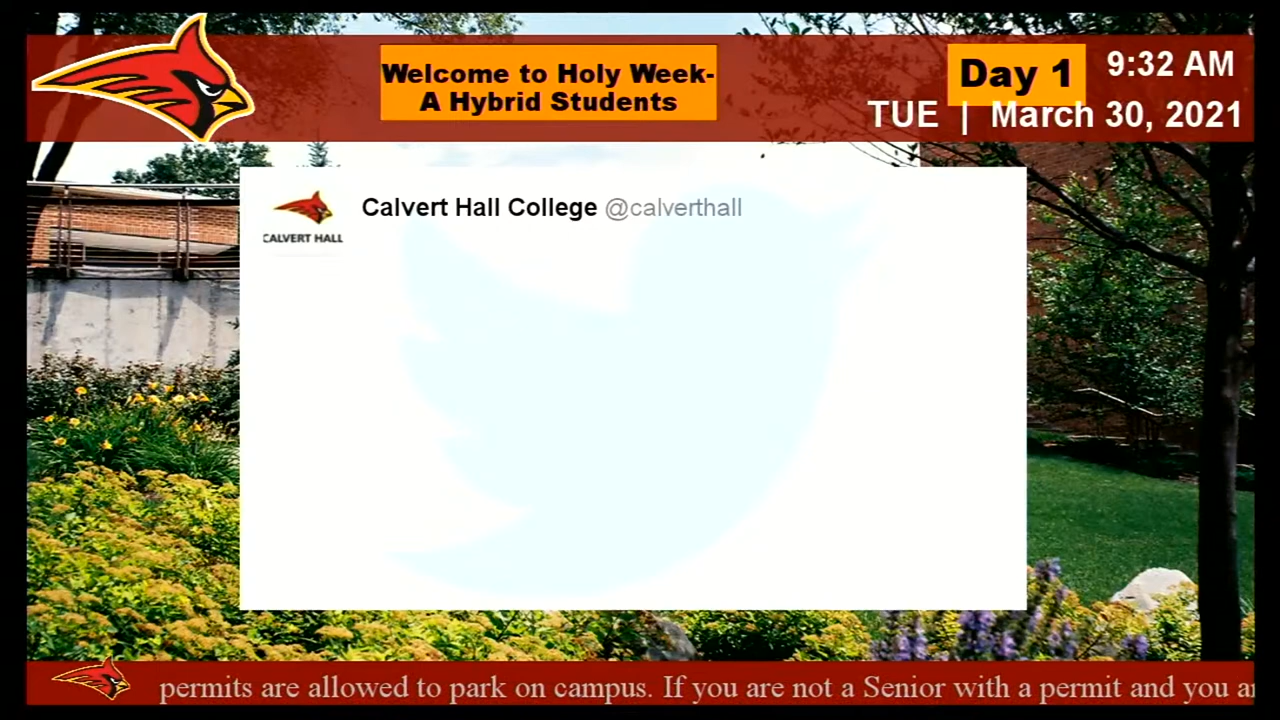 Welcome to Holy Week-
A Hybrid Students
Day 1
9:32 AM
TUE | March 30, 2021
Calvert Hall College @calverthall
CALVERT HALL
permits are allowed to park on campus. If you are not a Senior with a permit and you